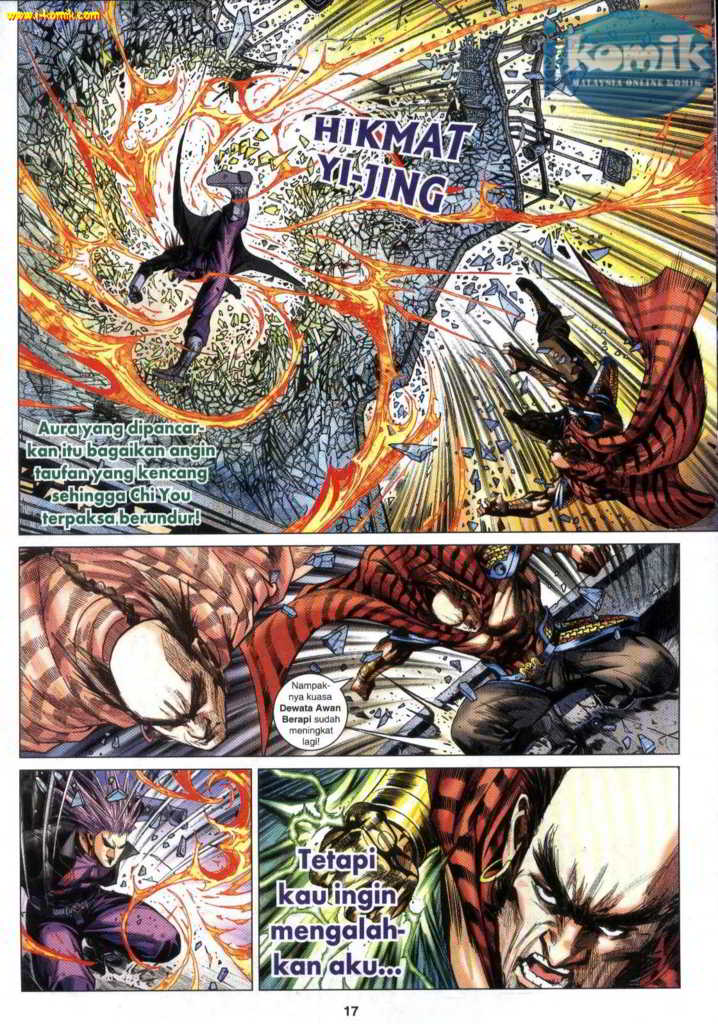 www.i-komik.com
i komik
MALAYSIA ONLINE KOMIK
HIKMAT
YI-JING
Aura yang dipancar-
kan itu bagaikan angin
taufan yang kencang
sehingga Chi You
terpaksa berundur!
Nampak-
nya kuasa
Dewata Awan
Berapi sudah
meningkat
lagi!
Tetapi
kau ingin
mengalah-
kan aku...
17